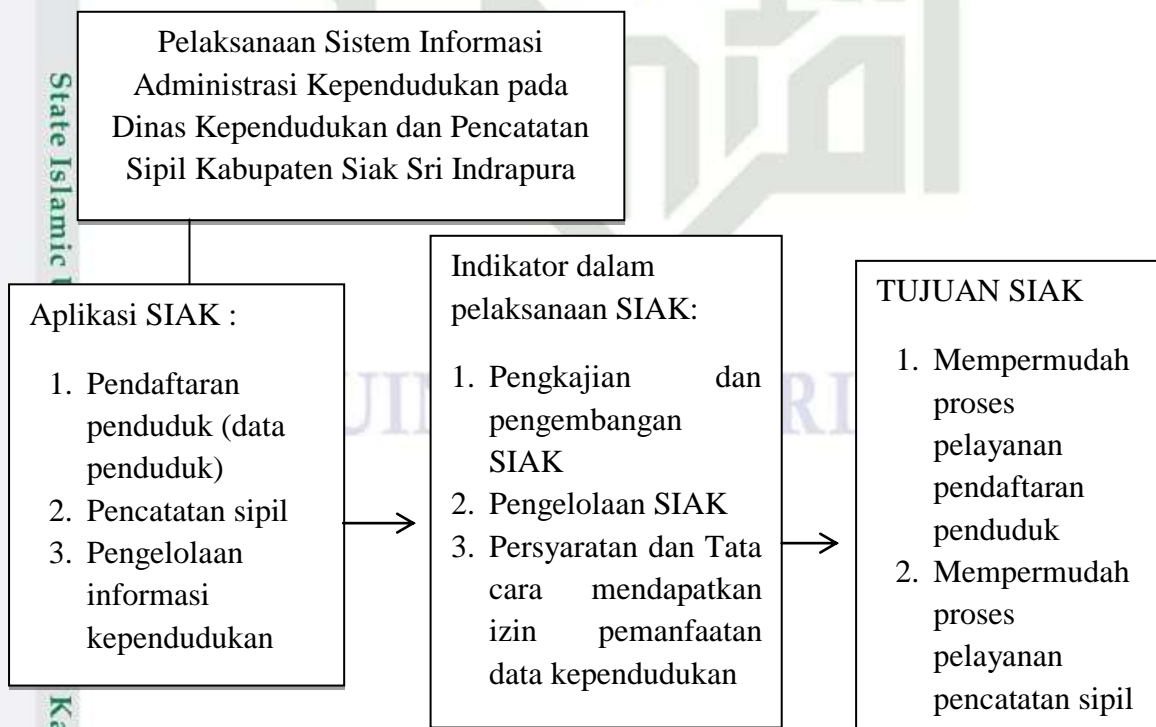 Pelaksanaan Sistem Informasi
Administrasi Kependudukan pada
Dinas Kependudukan dan Pencatatan
Sipil Kabupaten Siak Sri Indrapura
Aplikasi SIAK :
1. Pendaftaran
penduduk (data
penduduk)
2. Pencatatan sipil
3. Pengelolaan
informasi
kependudukan
Indikator dalam
pelaksanaan SIAK:
1. Pengkajian dan
pengembangan
SIAK
2. Pengelolaan SIAK
3. Persyaratan dan Tata
cara mendapatkan
izin pemanfaatan
data kependudukan
TUJUAN SIAK
1. Mempermudah
proses
pelayanan
pendaftaran
penduduk
2. Mempermudah
proses
pelayanan
pencatatan sipil
State Islamic
UIN